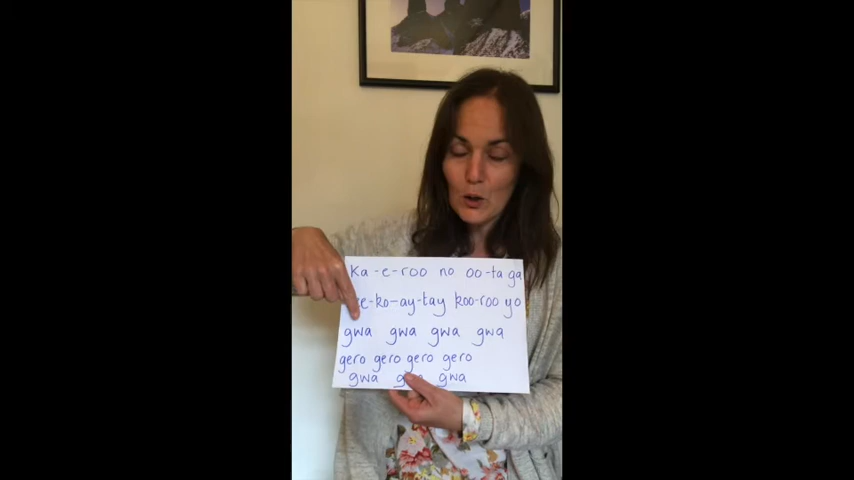 Ka-e-roo no oo-ta ga
-ko-ay-tay koo-roo yo
gwa gwa gwa gwa
gero gero gero gero
gwa gwa